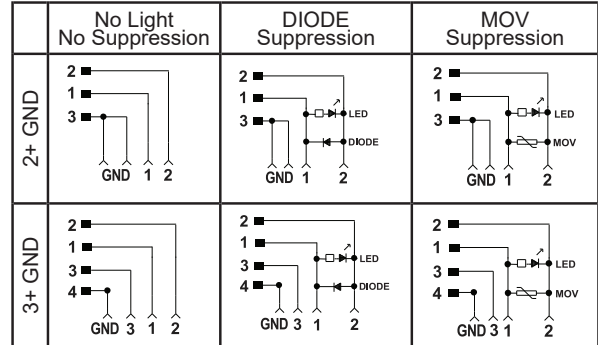 No Light
No Suppression
DIODE
Suppression
MOV
Suppression
2+ GND
2
1
3
GND 1 2
2
1
3
LED
DIODE
GND 1 2
2
1
3
LED
MOV
GND 1 2
3+ GND
2
1
3
4
GND 3 1 2
2
1
3
4
LED
DIODE
GND 3 1 2
2
1
3
4
LED
MOV
GND 3 1 2